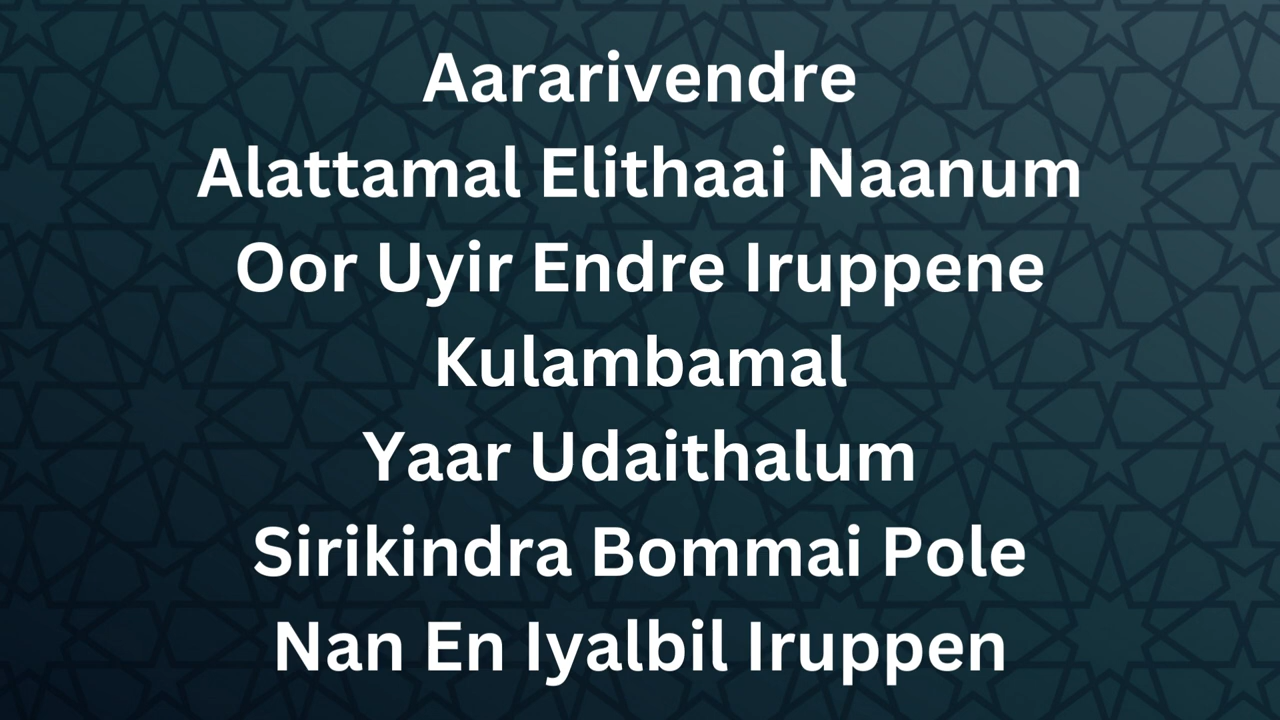 Aararivendre
Alattamal Elithaai Naanum
Oor Uyir Endre Iruppene
Kulambamal
Yaar Udaithalum
Sirikindra Bommai Pole
Nan En Iyalbil Iruppen